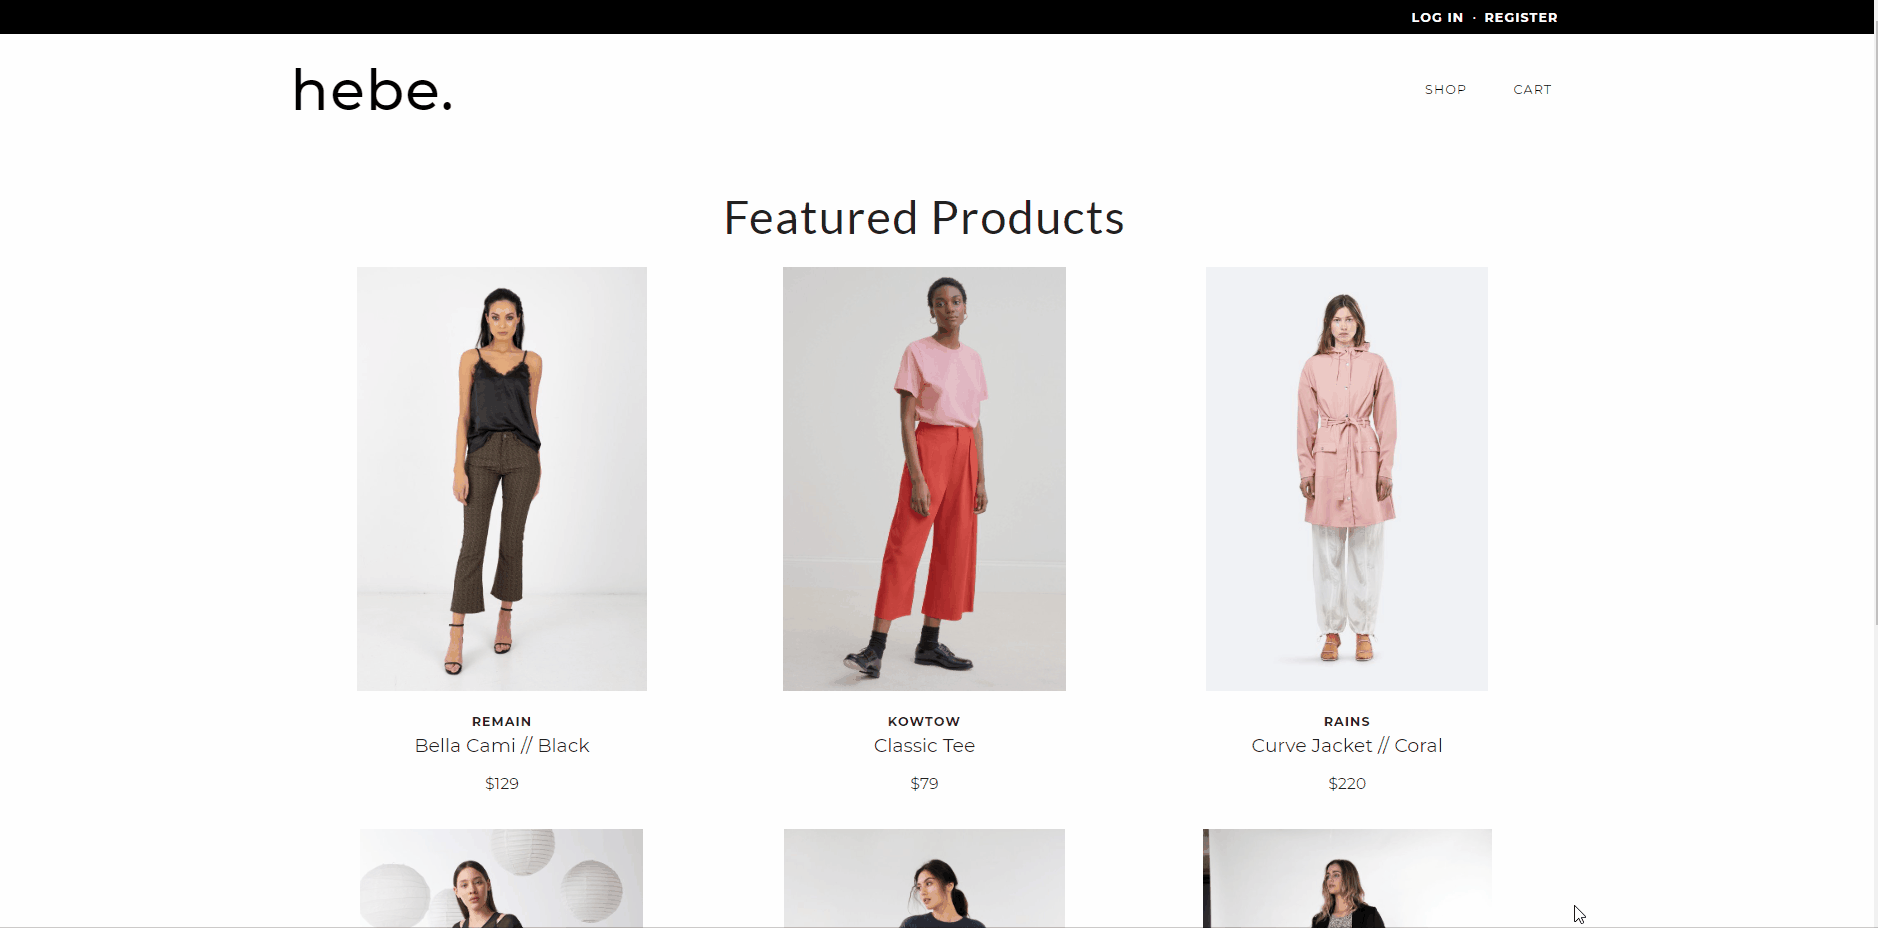 LOG IN · REGISTER
hebe.
SHOP CART
Featured Products
REMAIN
Bella Cami // Black
$129
KOWTOW
Classic Tee
$79
RAINS
Curve Jacket // Coral
$220